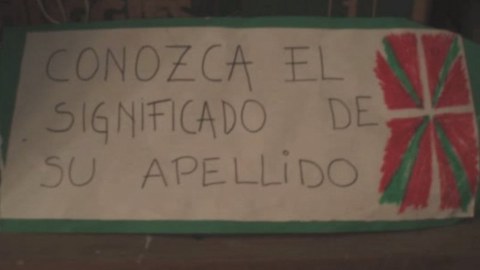 CONOZCA EL
SIGNIFICADO DE
SU APELLiDO